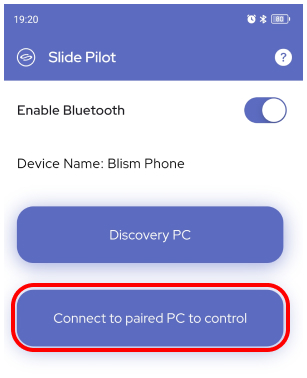 19:20
80
Slide Pilot
?
Enable Bluetooth
Device Name: Blism Phone
Discovery PC
Connect to paired PC to control